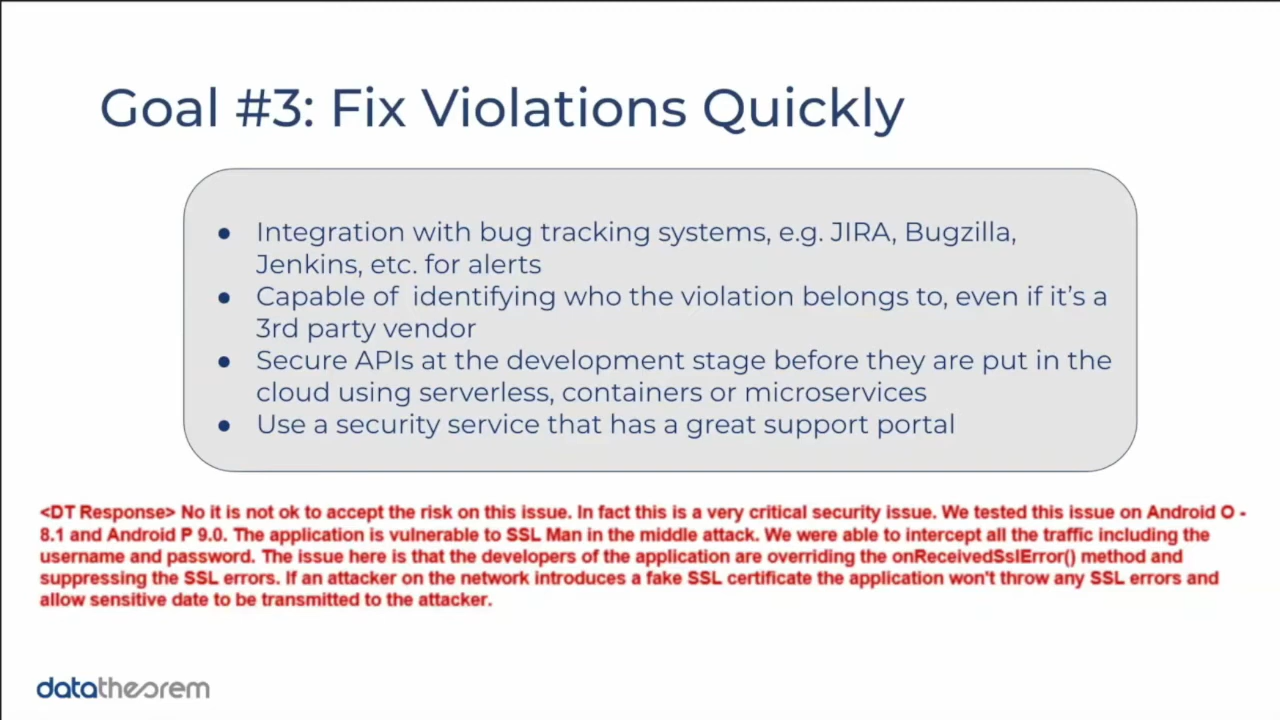 Goal #3: Fix Violations Quickly
● Integration with bug tracking systems, e.g. JIRA, Bugzilla,
Jenkins, etc. for alerts
● Capable of  identifying who the violation belongs to, even if it’s a
3rd party vendor
● Secure APIs at the development stage before they are put in the
cloud using serverless, containers or microservices
● Use a security service that has a great support portal
<DT Response> No it is not ok to accept the risk on this issue. In fact this is a very critical security issue. We tested this issue on Android O -
8.1 and Android P 9.0. The application is vulnerable to SSL Man in the middle attack. We were able to intercept all the traffic including the
username and password. The issue here is that the developers of the application are overriding the onReceivedSslError() method and
suppressing the SSL errors. If an attacker on the network introduces a fake SSL certificate the application won't throw any SSL errors and
allow sensitive date to be transmitted to the attacker.
datatheorem